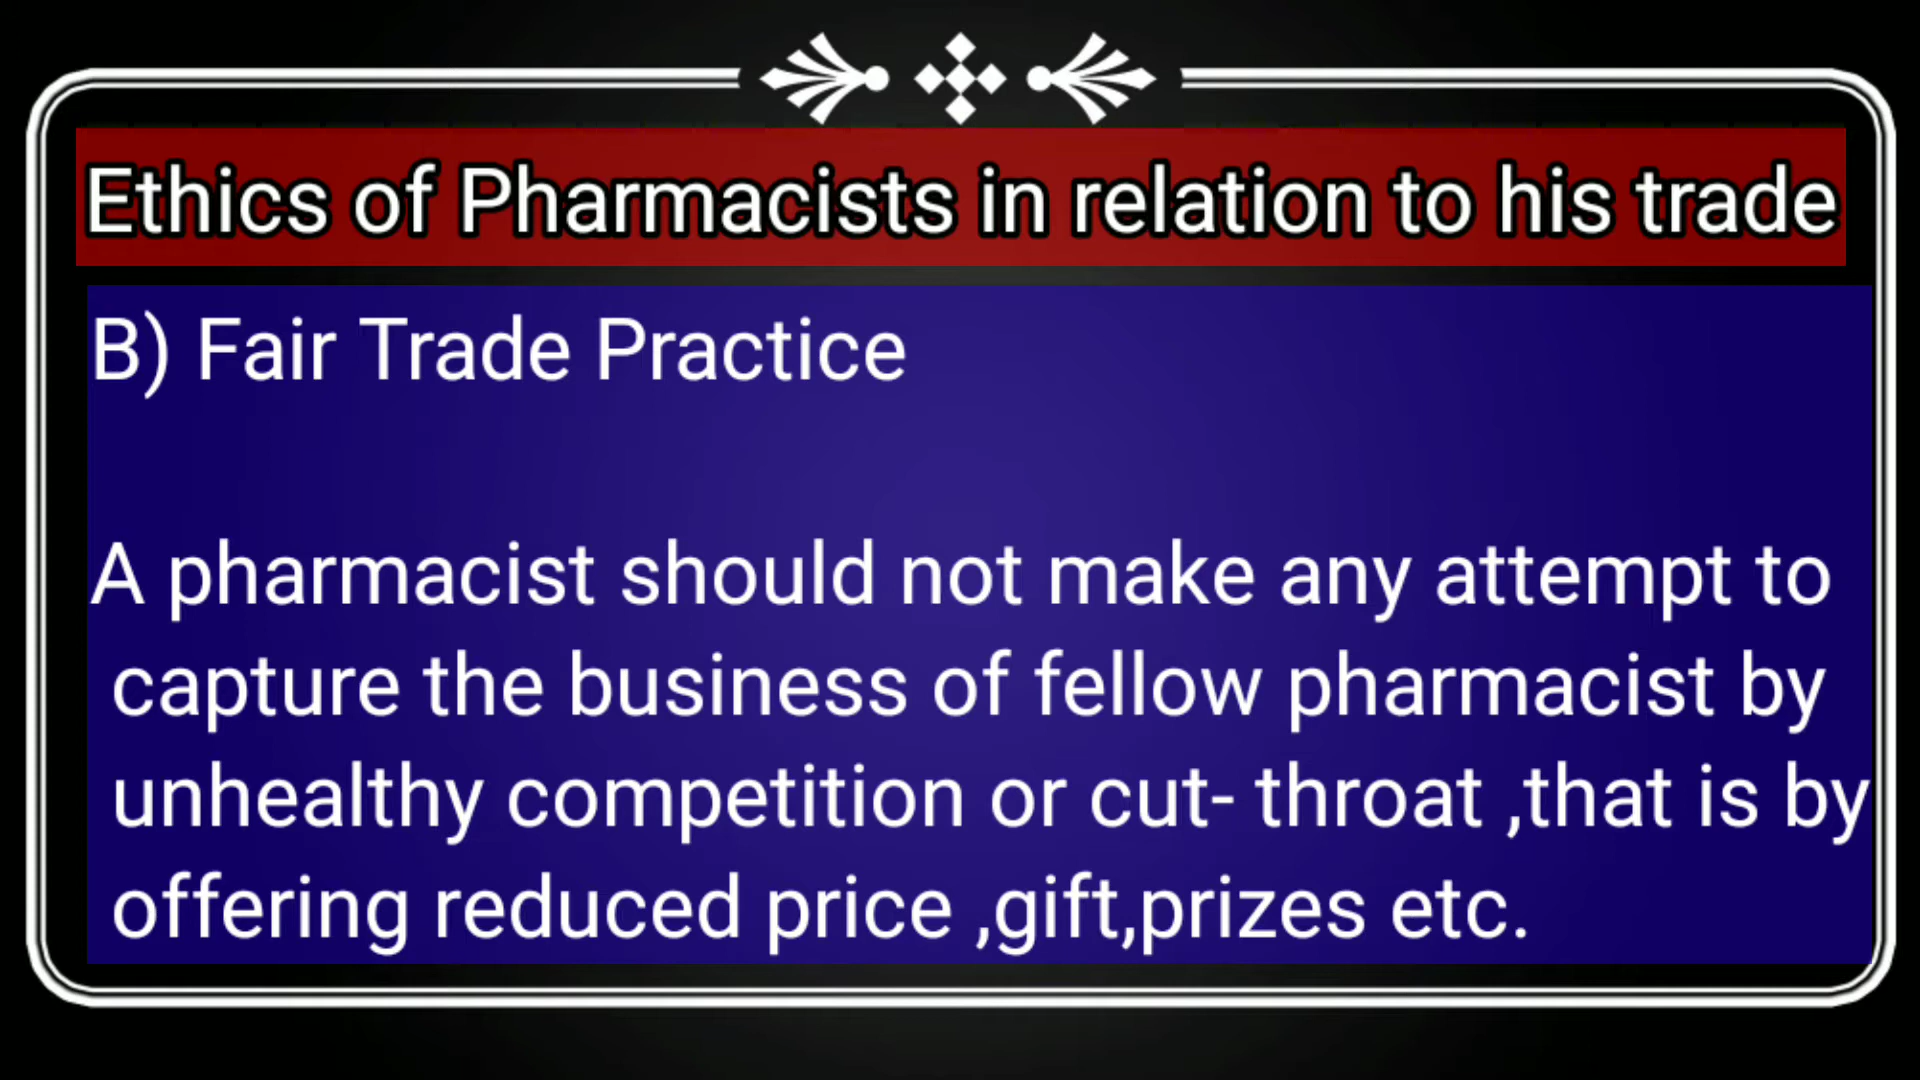 Ethics of Pharmacists in relation to his trade
B) Fair Trade Practice
A pharmacist should not make any attempt to
capture the business of fellow pharmacist by
unhealthy competition or cut- throat ,that is by
offering reduced price ,gift,prizes etc.